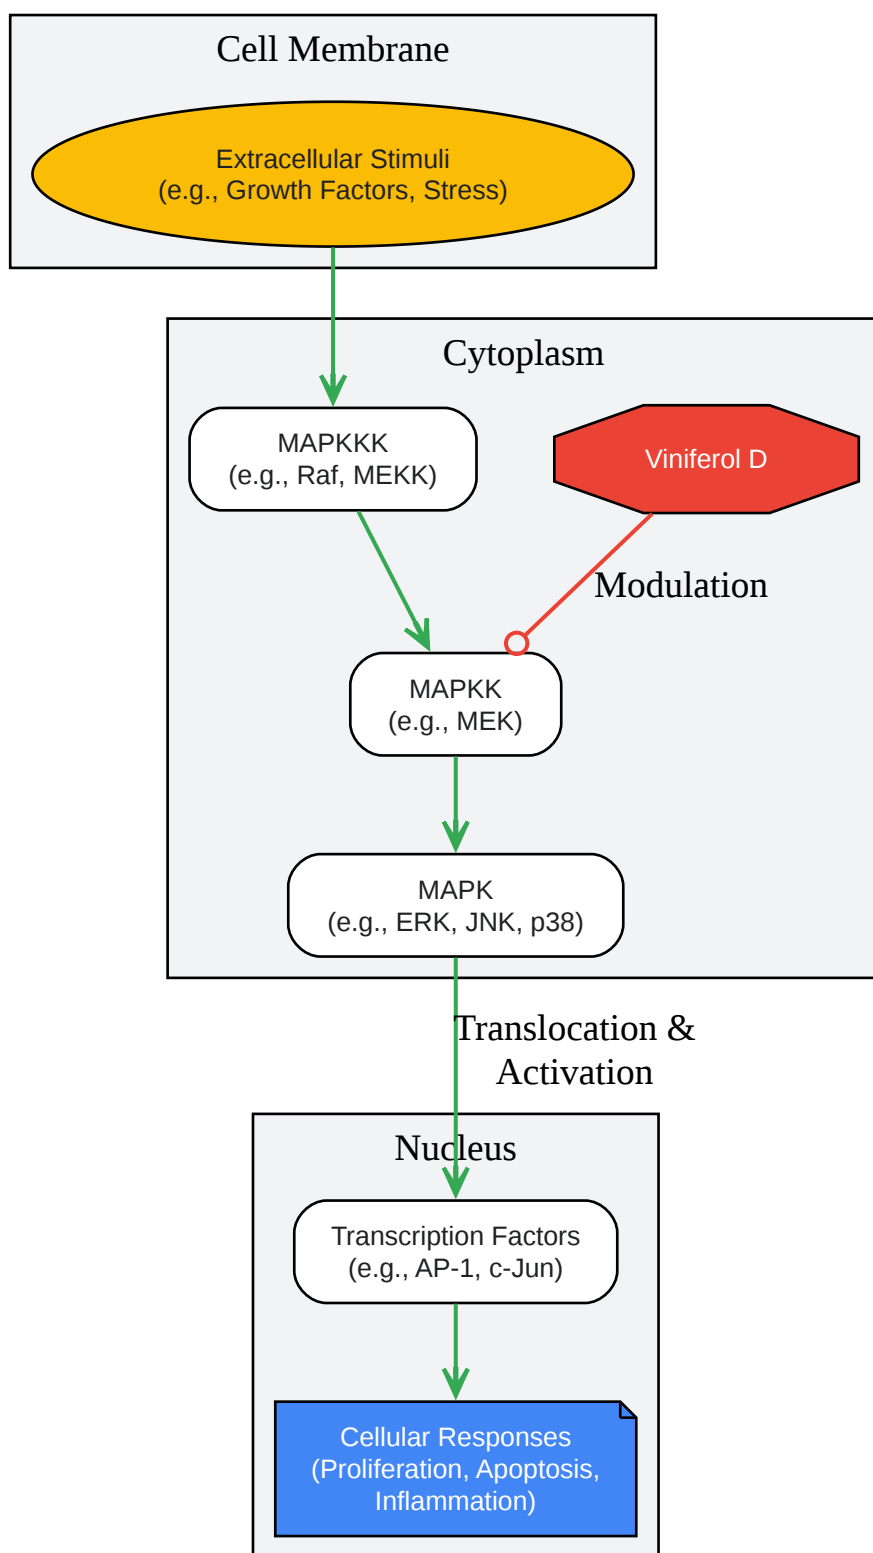 Cell Membrane
Extracellular Stimuli
(e.g., Growth Factors, Stress)
Cytoplasm
MAPKKK
(e.g., Raf, MEKK)
Viniferol D
Modulation
MAPKK
(e.g., MEK)
MAPK
(e.g., ERK, JNK, p38)
Translocation &
Activation
Nucleus
Transcription Factors
(e.g., AP-1, c-Jun)
Cellular Responses
(Proliferation, Apoptosis,
Inflammation)